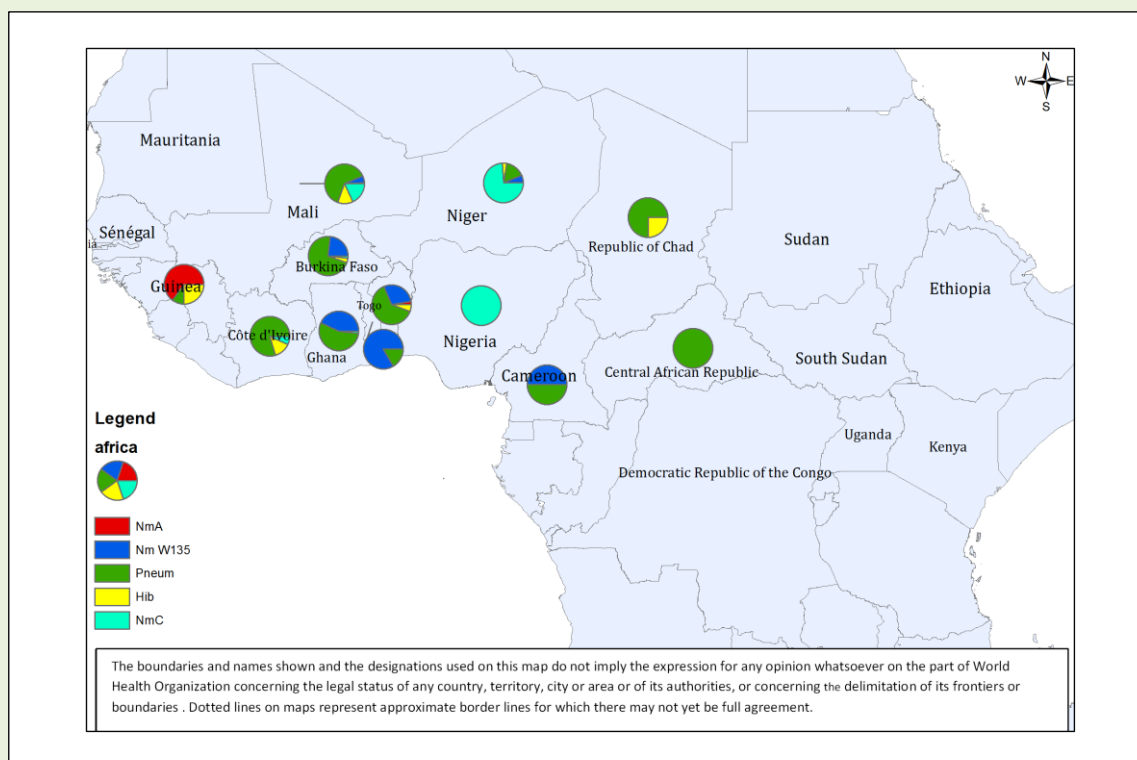 N
W E
S
Mauritania
Mali
Niger
Sénégal
ia
Republic of Chad
Sudan
Burkina Faso
Guinea
Ethiopia
Togo
Côte d'Ivoire
Nigeria
Ghana
South Sudan
Cameroon
Central African Republic
Uganda
Kenya
Democratic Republic of the Congo
Legend
africa
NmA
Nm W135
Pneum
Hib
NmC
The boundaries and names shown and the designations used on this map do not imply the expression for any opinion whatsoever on the part of World
Health Organization concerning the legal status of any country, territory, city or area or of its authorities, or concerning the delimitation of its frontiers or
boundaries . Dotted lines on maps represent approximate border lines for which there may not yet be full agreement.